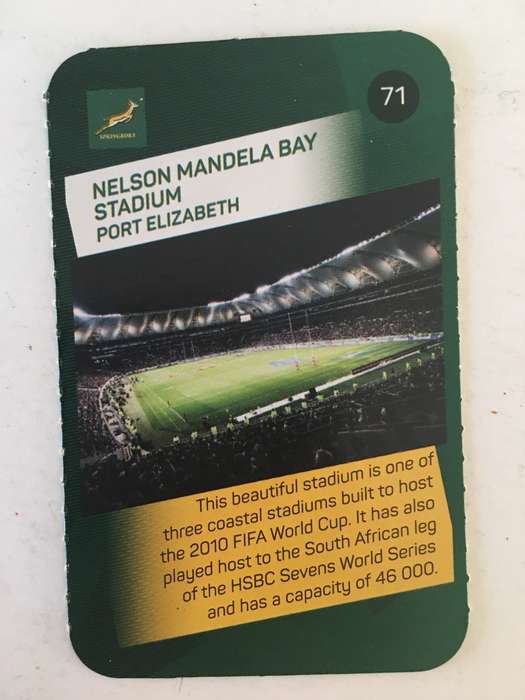 SPRINGBOKS
71
NELSON MANDELA BAY
STADIUM
PORT ELIZABETH
This beautiful stadium is one of
three coastal stadiums built to host
the 2010 FIFA World Cup. It has also
played host to the South African leg
of the HSBC Sevens World Series
and has a capacity of 46 000.